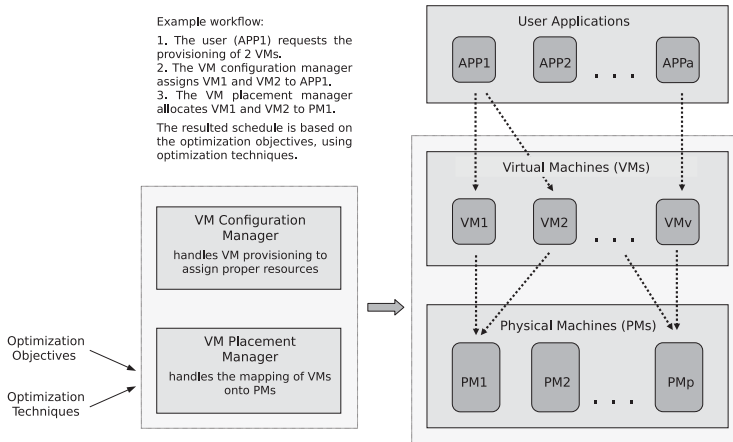 Example workflow:
1. The user (APP1) requests the
provisioning of 2 VMs.
2. The VM configuration manager
assigns VM1 and VM2 to APP1.
3. The VM placement manager
allocates VM1 and VM2 to PM1.
The resulted schedule is based on
the optimization objectives, using
optimization techniques.
User Applications
APP1
APP2
. . .
APPa
Virtual Machines (VMs)
VM1
VM2
. . .
VMv
VM Configuration
Manager
handles VM provisioning to
assign proper resources
VM Placement
Manager
handles the mapping of VMs
onto PMs
Optimization
Objectives
Optimization
Techniques
Physical Machines (PMs)
PM1
PM2
. . .
PMp